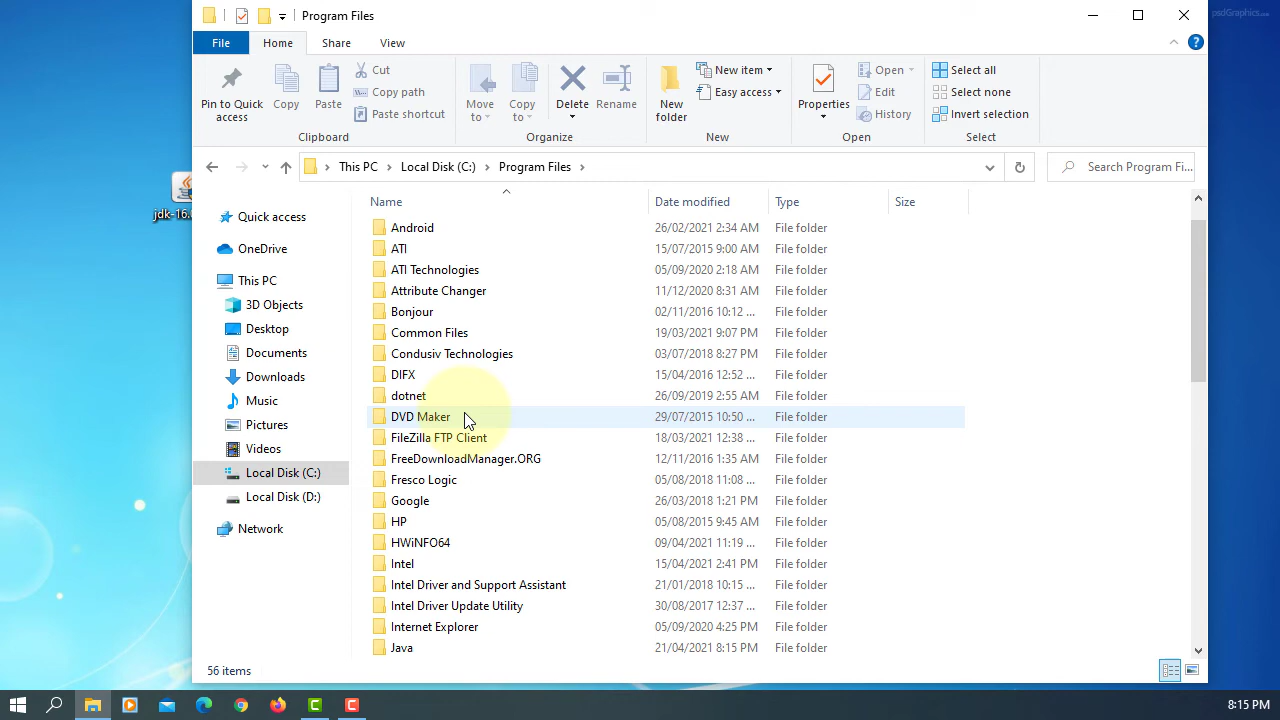 Program Files
psdGraphics.com
File Home Share View
Pin to Quick access
Copy
Paste
Cut
Copy path
Paste shortcut
Clipboard
Move to
Copy to
Delete
Rename
Organize
New folder
New item
Easy access
New
Properties
Open
Edit
History
Open
Select all
Select none
Invert selection
Select
This PC Local Disk (C:) Program Files
Search Program Fi...
jdk-16.
Quick access
OneDrive
This PC
3D Objects
Desktop
Documents
Downloads
Music
Pictures
Videos
Local Disk (C:)
Local Disk (D:)
Network
Name Date modified Type Size
Android 26/02/2021 2:34 AM File folder
ATI 15/07/2015 9:00 AM File folder
ATI Technologies 05/09/2020 2:18 AM File folder
Attribute Changer 11/12/2020 8:31 AM File folder
Bonjour 02/11/2016 10:12 ... File folder
Common Files 19/03/2021 9:07 PM File folder
Condusiv Technologies 03/07/2018 8:27 PM File folder
DIFX 15/04/2016 12:52 ... File folder
dotnet 26/09/2019 2:55 AM File folder
DVD Maker 29/07/2015 10:50 ... File folder
FileZilla FTP Client 18/03/2021 12:38 ... File folder
FreeDownloadManager.ORG 12/11/2016 1:35 AM File folder
Fresco Logic 05/08/2018 11:08 ... File folder
Google 26/03/2018 1:21 PM File folder
HP 05/08/2015 9:45 AM File folder
HWiNFO64 09/04/2021 11:19 ... File folder
Intel 15/04/2021 2:41 PM File folder
Intel Driver and Support Assistant 21/01/2018 10:15 ... File folder
Intel Driver Update Utility 30/08/2017 12:37 ... File folder
Internet Explorer 05/09/2020 4:25 PM File folder
Java 21/04/2021 8:15 PM File folder
56 items
8:15 PM